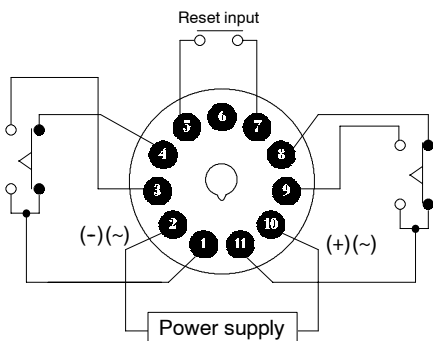 Reset input
5 6 7
4 8
3 9
2 10
1 11
(-)(~) (+)(~)
Power supply